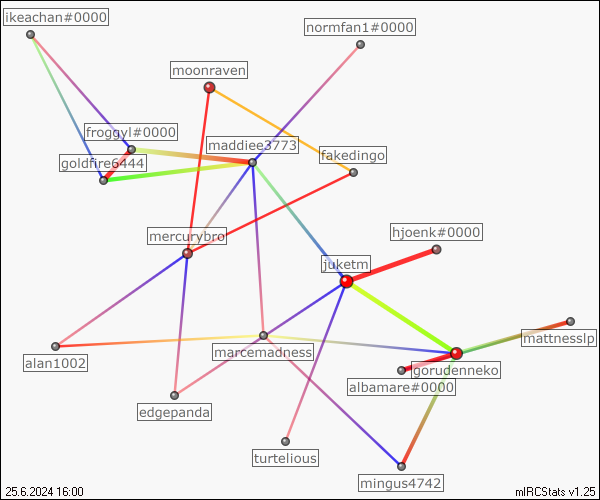 ikeachan#0000
normfan1#0000
moonraven
froggyl#0000
maddiee3773
fakedingo
goldfire6444
mercurybro
hjoenk#0000
juketm
mattnesslp
marcemadness
alan1002
gorudenneko
albamare#0000
edgepanda
turtelious
mingus4742
25.6.2024 16:00
mIRCStats v1.25